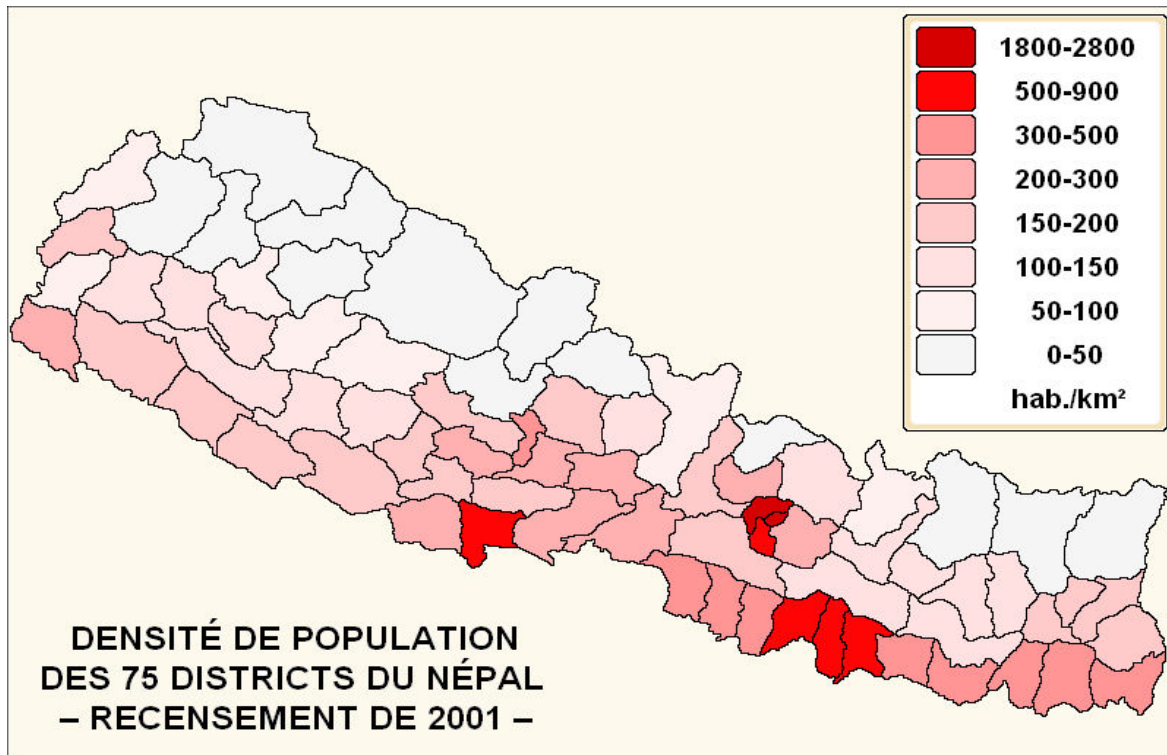 1800-2800
500-900
300-500
200-300
150-200
100-150
50-100
0-50
hab./km²
DENSITÉ DE POPULATION
DES 75 DISTRICTS DU NÉPAL
– RECENSEMENT DE 2001 –